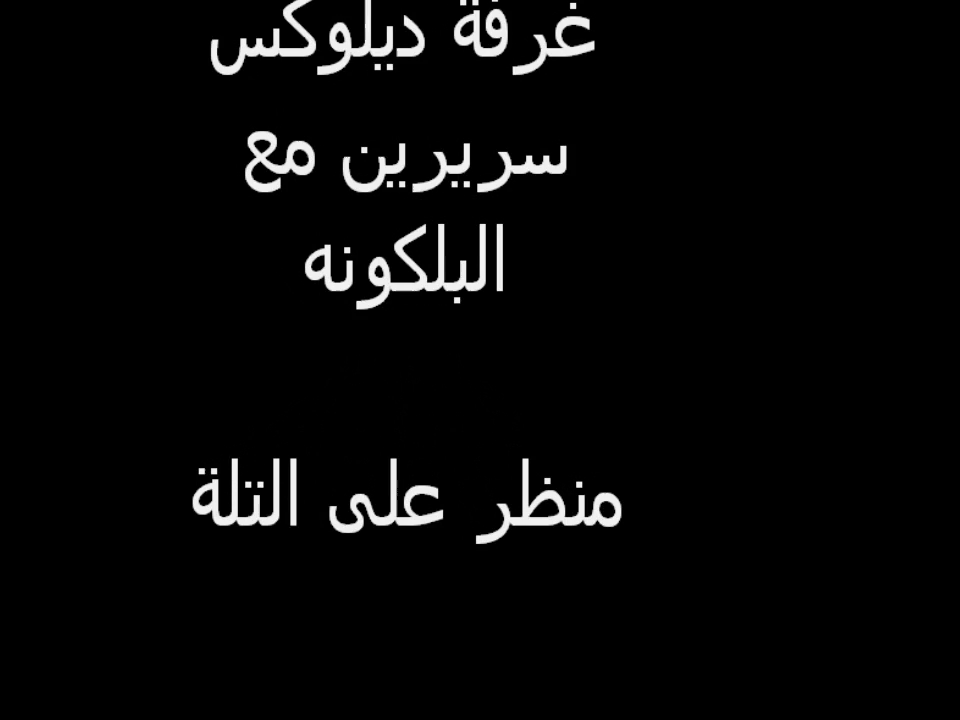 غرفة ديلوكس
سريرين مع
البلكونه
منظر على التلة